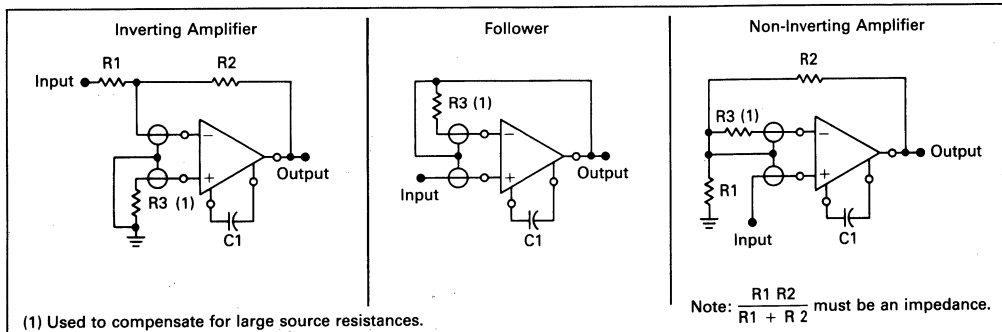 Inverting Amplifier
R1
R2
Input
R3 (1)
Output
C1
Follower
R3 (1)
Input
Output
C1
Non-Inverting Amplifier
R2
R3 (1)
R1
Input
Output
C1
(1) Used to compensate for large source resistances.
Note: R1 R2 / R1 + R 2 must be an impedance.